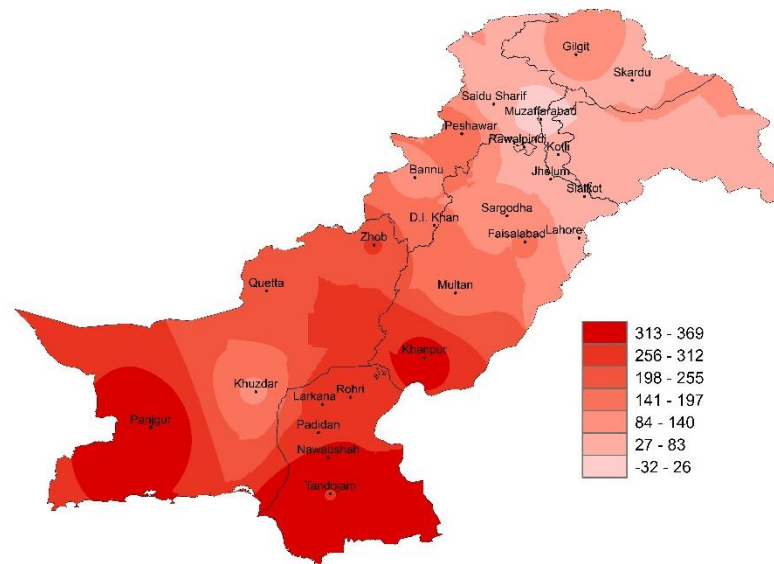 Gilgit
Skardu
Saidu Sharif
Muzaffarabad
Peshawar
Rawalpindi
Kotli
Bannu
Jhelum
Sialkot
Sargodha
D.I. Khan
Faisalabad
Lahore
Zhob
Quetta
Multan
313 - 369
256 - 312
198 - 255
141 - 197
84 - 140
27 - 83
-32 - 26
Khanpur
Khuzdar
Rohri
Larkana
Panjgur
Padidan
Nawabshah
Tandojam